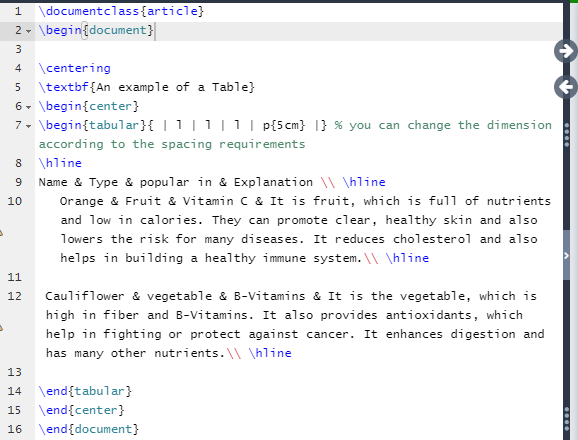 1 \documentclass{article}
2 \begin{document}
3
4 \centering
5 \textbf{An example of a Table}
6 \begin{center}
7 \begin{tabular}{ | l | l | l | p{5cm} |} % you can change the dimension
according to the spacing requirements
8 \hline
9 Name & Type & popular in & Explanation \\ \hline
10 Orange & Fruit & Vitamin C & It is fruit, which is full of nutrients
and low in calories. They can promote clear, healthy skin and also
lowers the risk for many diseases. It reduces cholesterol and also
helps in building a healthy immune system.\\ \hline
11
12 Cauliflower & vegetable & B-Vitamins & It is the vegetable, which is
high in fiber and B-Vitamins. It also provides antioxidants, which
help in fighting or protect against cancer. It enhances digestion and
has many other nutrients.\\ \hline
13
14 \end{tabular}
15 \end{center}
16 \end{document}